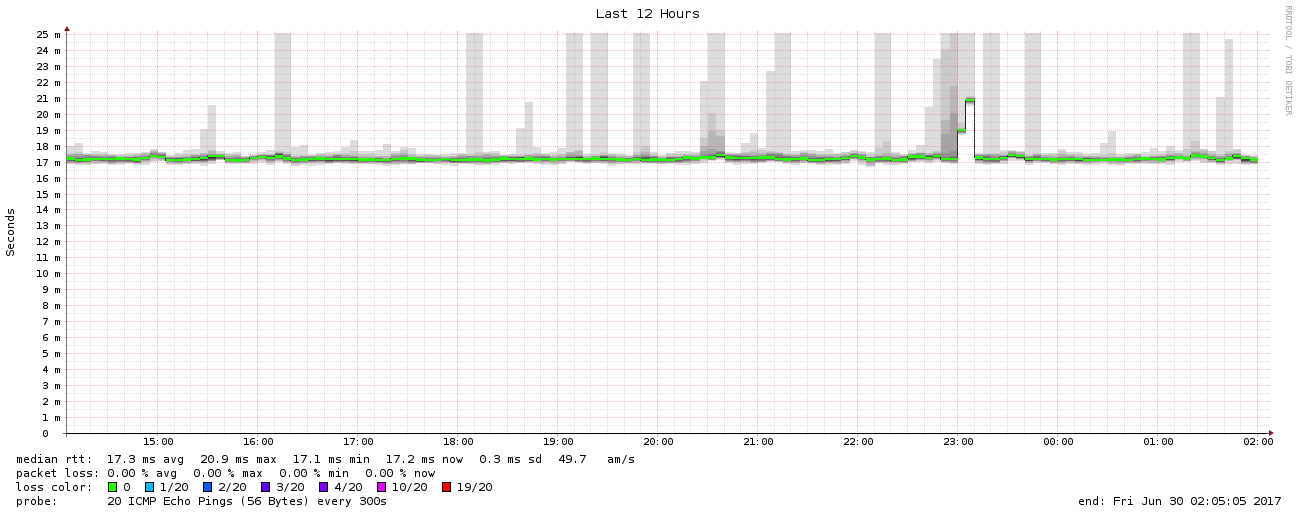 Last 12 Hours
RRDTOOL / TOBI OETIKER
Seconds
25 m
24 m
23 m
22 m
21 m
20 m
19 m
18 m
17 m
16 m
15 m
14 m
13 m
12 m
11 m
10 m
9 m
8 m
7 m
6 m
5 m
4 m
3 m
2 m
1 m
0
15:00 16:00 17:00 18:00 19:00 20:00 21:00 22:00 23:00 00:00 01:00 02:00
median rtt: 17.3 ms avg 20.9 ms max 17.1 ms min 17.2 ms now 0.3 ms sd 49.7 am/s
packet loss: 0.00 % avg 0.00 % max 0.00 % min 0.00 % now
loss color: 0 1/20 2/20 3/20 4/20 10/20 19/20
probe: 20 ICMP Echo Pings (56 Bytes) every 300s end: Fri Jun 30 02:05:05 2017